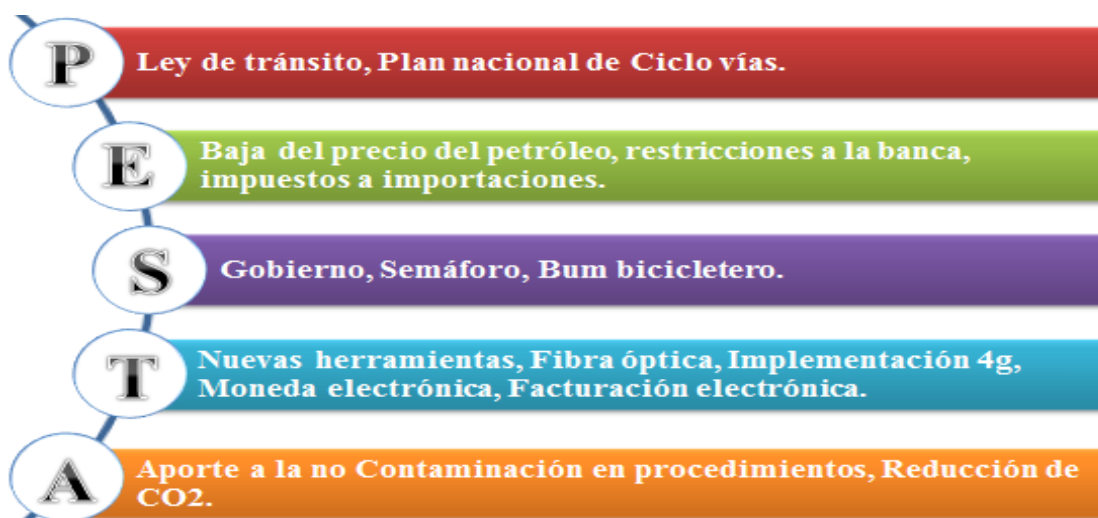 P
Ley de tránsito, Plan nacional de Ciclo vías.
E
Baja del precio del petróleo, restricciones a la banca,
impuestos a importaciones.
S
Gobierno, Semáforo, Bum bicicletero.
T
Nuevas herramientas, Fibra óptica, Implementación 4g,
Moneda electrónica, Facturación electrónica.
A
Aporte a la no Contaminación en procedimientos, Reducción de
CO2.